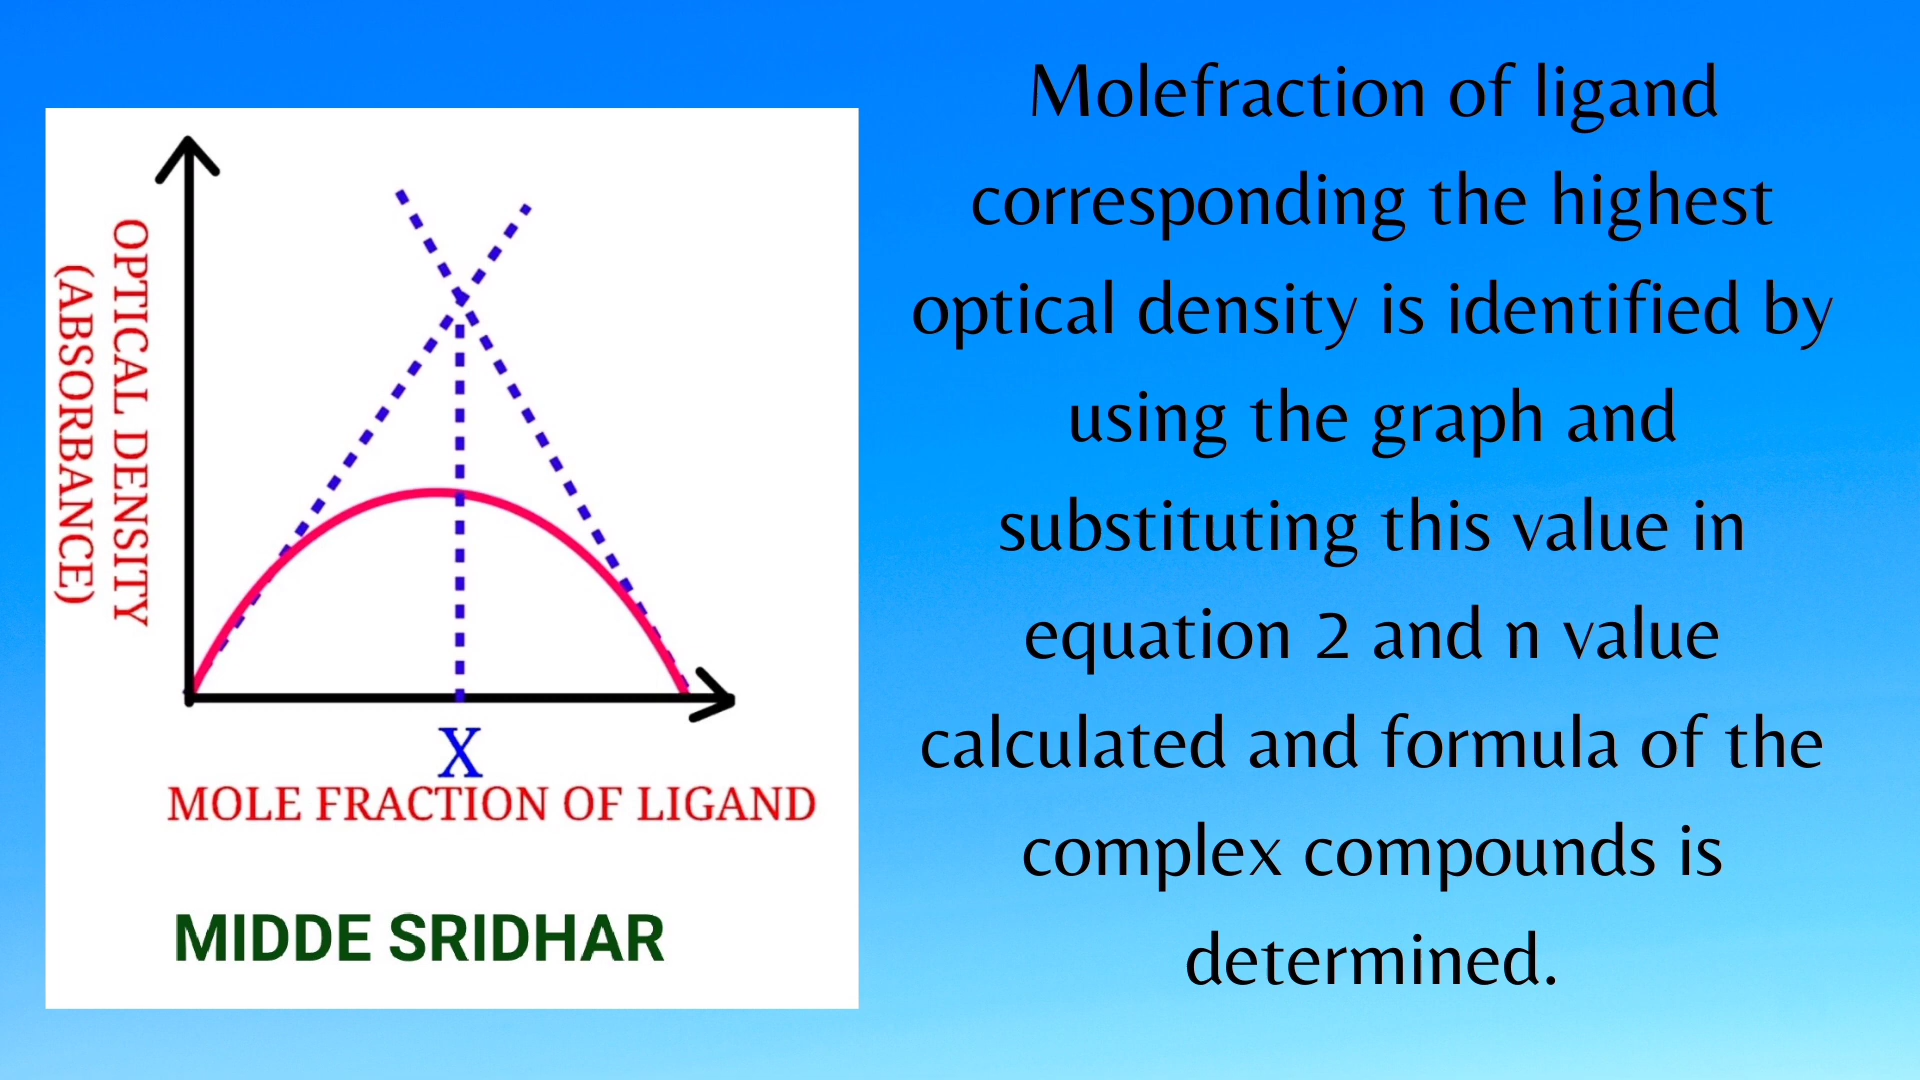 OPTICAL DENSITY
(ABSORBANCE)
X
MOLE FRACTION OF LIGAND
MIDDE SRIDHAR
Molefraction of ligand
corresponding the highest
optical density is identified by
using the graph and
substituting this value in
equation 2 and n value
calculated and formula of the
complex compounds is
determined.